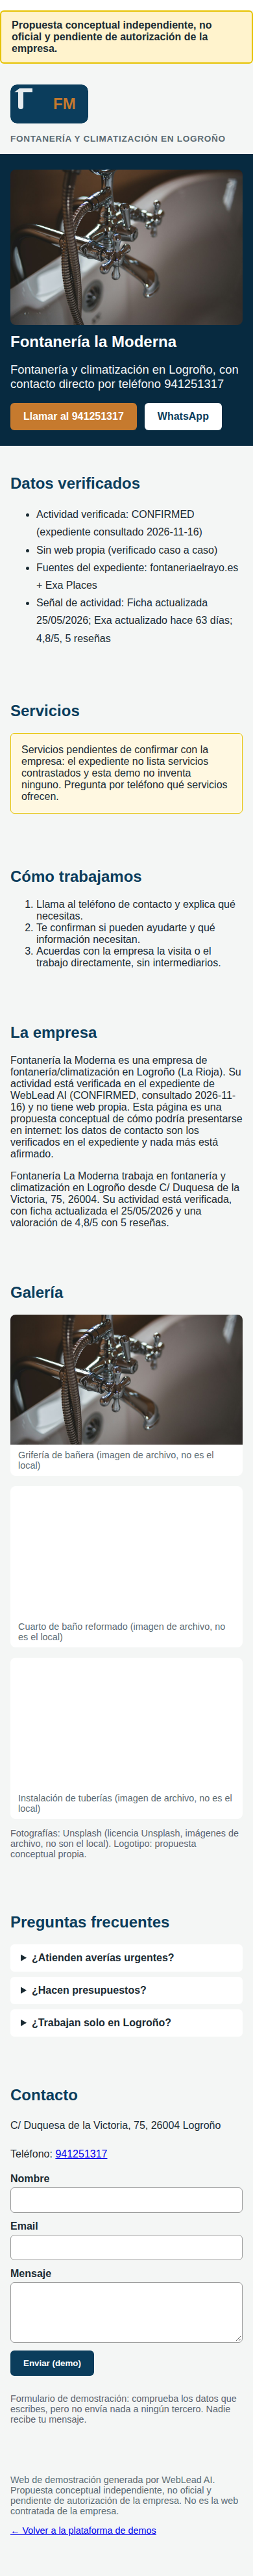 Propuesta conceptual independiente, no
oficial y pendiente de autorización de la
empresa.
FM
FONTANERÍA Y CLIMATIZACIÓN EN LOGROÑO
Fontanería la Moderna
Fontanería y climatización en Logroño, con
contacto directo por teléfono 941251317
Llamar al 941251317
WhatsApp
Datos verificados
• Actividad verificada: CONFIRMED
(expediente consultado 2026-11-16)
• Sin web propia (verificado caso a caso)
• Fuentes del expediente: fontaneriaelrayo.es
+ Exa Places
• Señal de actividad: Ficha actualizada
25/05/2026; Exa actualizado hace 63 días;
4,8/5, 5 reseñas
Servicios
Servicios pendientes de confirmar con la
empresa: el expediente no lista servicios
contrastados y esta demo no inventa
ninguno. Pregunta por teléfono qué servicios
ofrecen.
Cómo trabajamos
1. Llama al teléfono de contacto y explica qué
necesitas.
2. Te confirman si pueden ayudarte y qué
información necesitan.
3. Acuerdas con la empresa la visita o el
trabajo directamente, sin intermediarios.
La empresa
Fontanería la Moderna es una empresa de
fontanería/climatización en Logroño (La Rioja). Su
actividad está verificada en el expediente de
WebLead AI (CONFIRMED, consultado 2026-11-
16) y no tiene web propia. Esta página es una
propuesta conceptual de cómo podría presentarse
en internet: los datos de contacto son los
verificados en el expediente y nada más está
afirmado.
Fontanería La Moderna trabaja en fontanería y
climatización en Logroño desde C/ Duquesa de la
Victoria, 75, 26004. Su actividad está verificada,
con ficha actualizada el 25/05/2026 y una
valoración de 4,8/5 con 5 reseñas.
Galería
Grifería de bañera (imagen de archivo, no es el
local)
Cuarto de baño reformado (imagen de archivo, no
es el local)
Instalación de tuberías (imagen de archivo, no es el
local)
Fotografías: Unsplash (licencia Unsplash, imágenes de
archivo, no son el local). Logotipo: propuesta
conceptual propia.
Preguntas frecuentes
¿Atienden averías urgentes?
¿Hacen presupuestos?
¿Trabajan solo en Logroño?
Contacto
C/ Duquesa de la Victoria, 75, 26004 Logroño
Teléfono: 941251317
Nombre
Email
Mensaje
Enviar (demo)
Formulario de demostración: comprueba los datos que
escribes, pero no envía nada a ningún tercero. Nadie
recibe tu mensaje.
Web de demostración generada por WebLead AI.
Propuesta conceptual independiente, no oficial y
pendiente de autorización de la empresa. No es la web
contratada de la empresa.
← Volver a la plataforma de demos